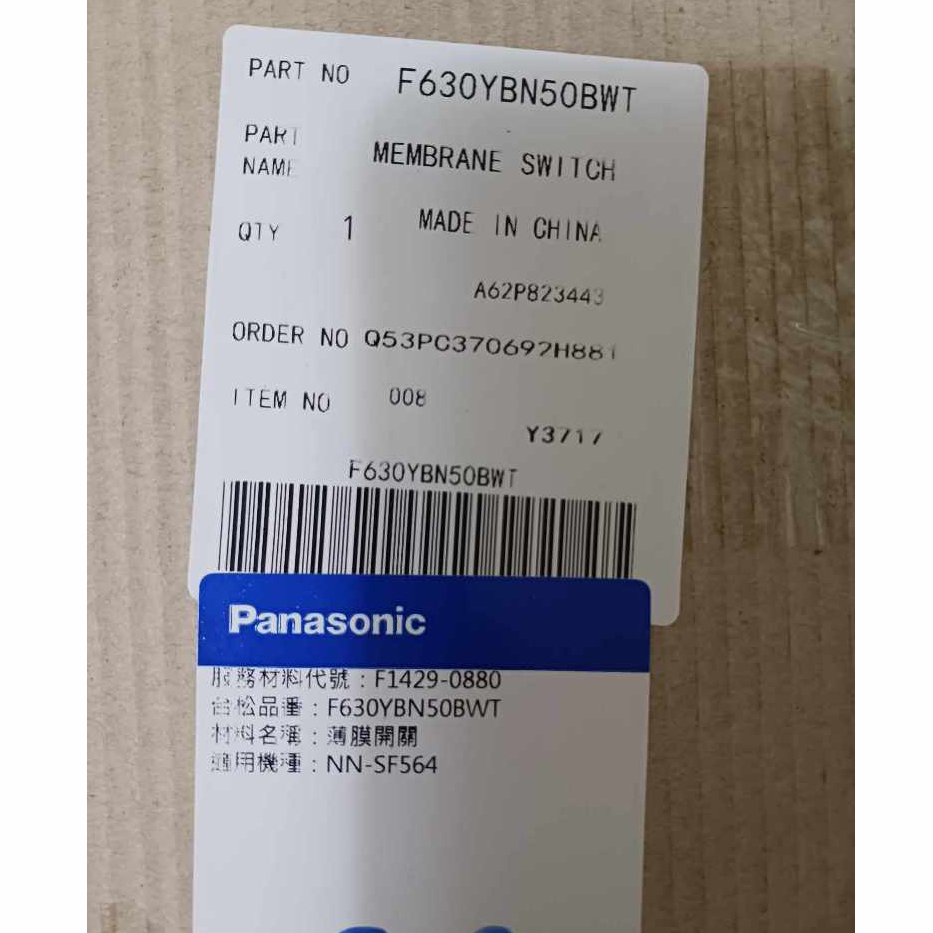 PART NO F630YBN50BWT
PART NAME MEMBRANE SWITCH
QTY 1 MADE IN CHINA
A62P823443
ORDER NO Q53PC370692H881
ITEM NO 008
Y3717
F630YBN50BWT
Panasonic
服務材料代號：F1429-0880
台松品番：F630YBN50BWT
材料名稱：薄膜開關
適用機種：NN-SF564